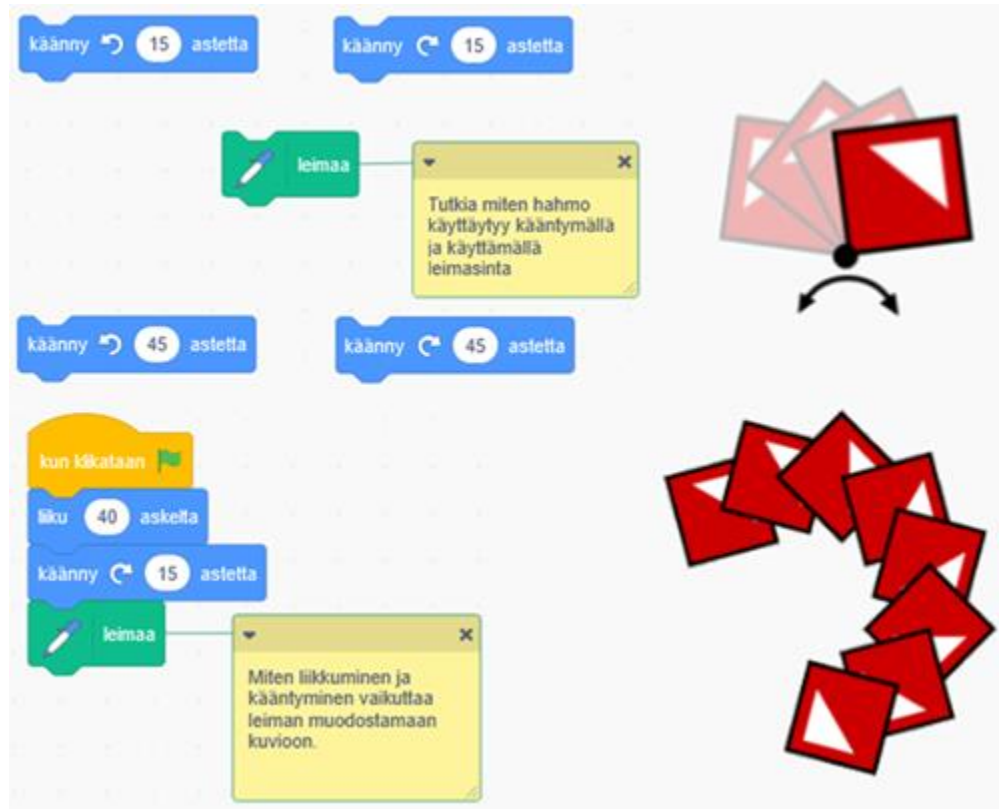 käänny 15 astetta
käänny 15 astetta
leimaa
Tutkia miten hahmo
käyttäytyy kääntymällä
ja käyttämällä
leimasinta
käänny 45 astetta
käänny 45 astetta
kun klikataan
liiku 40 askelta
käänny 15 astetta
leimaa
Miten liikkuminen ja
kääntyminen vaikuttaa
leiman muodostamaan
kuvioon.